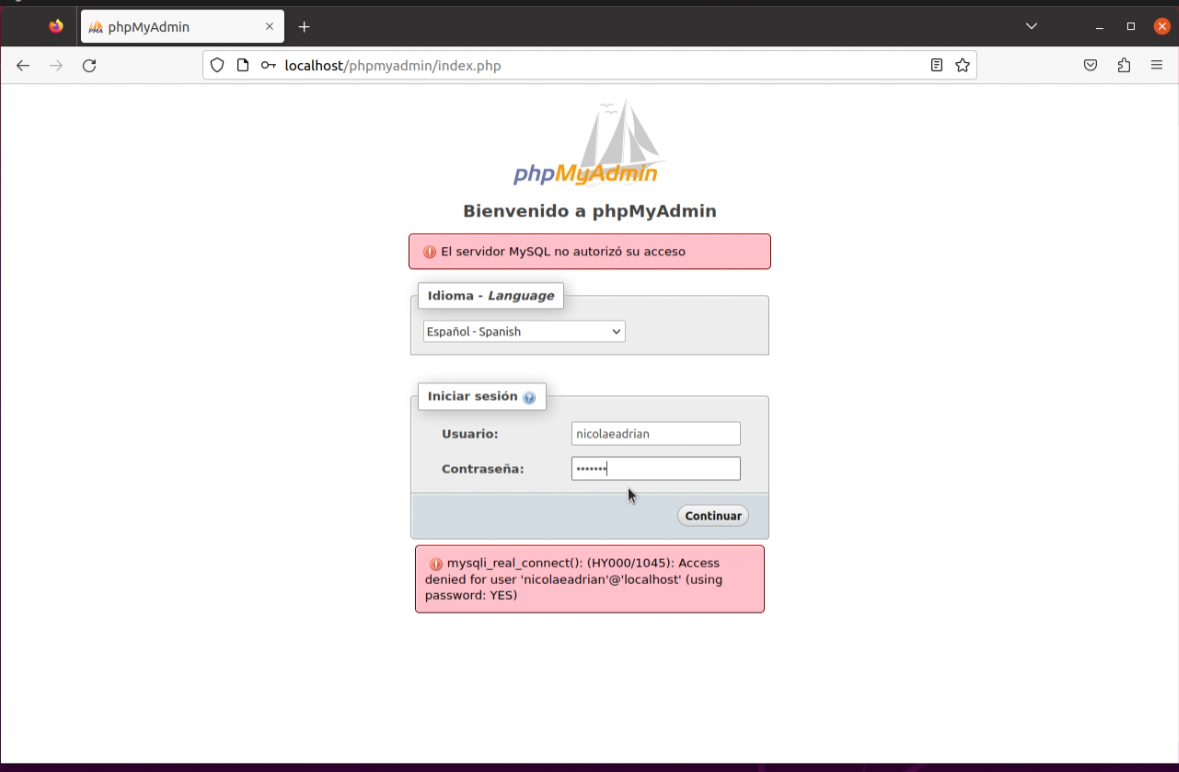 phpMyAdmin
localhost/phpmyadmin/index.php
phpMyAdmin
Bienvenido a phpMyAdmin
El servidor MySQL no autorizó su acceso
Idioma - Language
Español - Spanish
Iniciar sesión
Usuario: nicolaeadrian
Contraseña: •••••••
Continuar
mysqli_real_connect(): (HY000/1045): Access
denied for user 'nicolaeadrian'@'localhost' (using
password: YES)